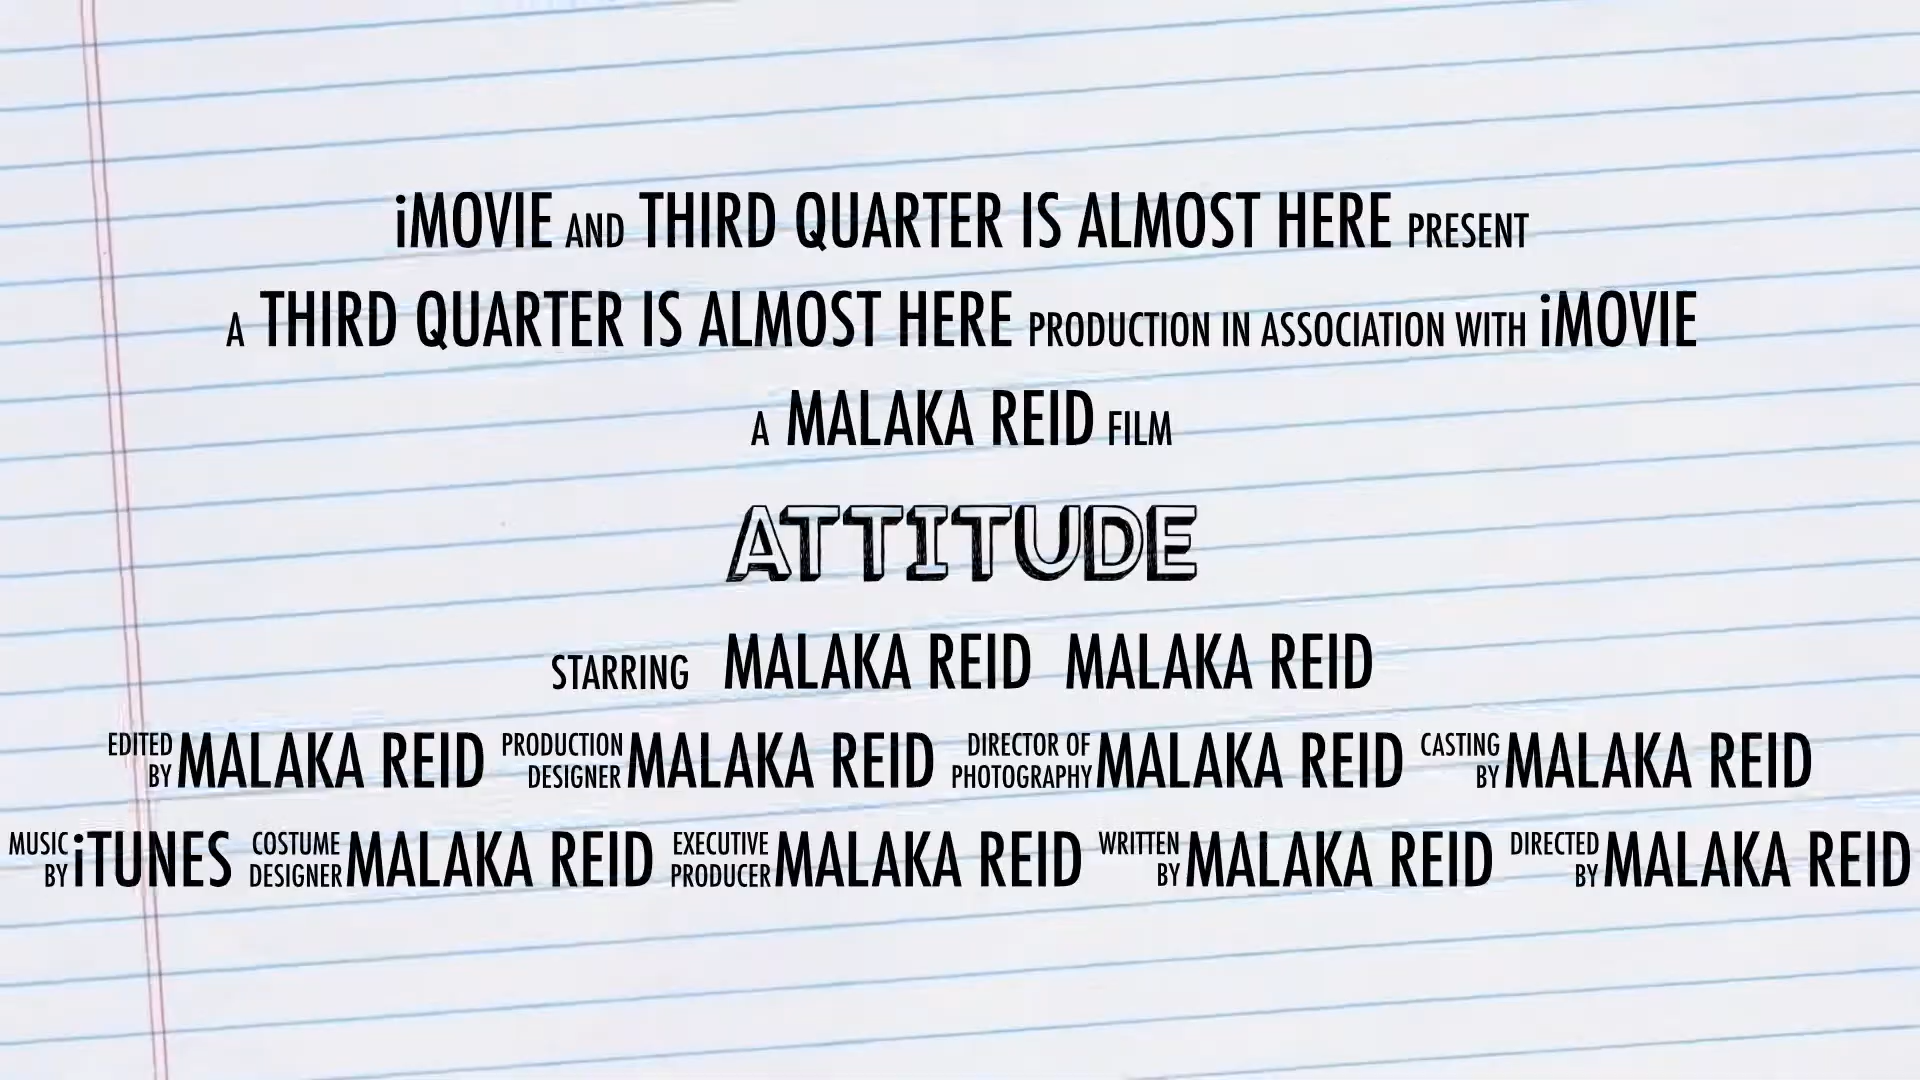 iMOVIE AND THIRD QUARTER IS ALMOST HERE PRESENT
A THIRD QUARTER IS ALMOST HERE PRODUCTION IN ASSOCIATION WITH iMOVIE
A MALAKA REID FILM
ATTITUDE
STARRING MALAKA REID MALAKA REID
EDITED BY MALAKA REID PRODUCTION DESIGNER MALAKA REID DIRECTOR OF PHOTOGRAPHY MALAKA REID CASTING BY MALAKA REID
MUSIC BY iTUNES COSTUME DESIGNER MALAKA REID EXECUTIVE PRODUCER MALAKA REID WRITTEN BY MALAKA REID DIRECTED BY MALAKA REID